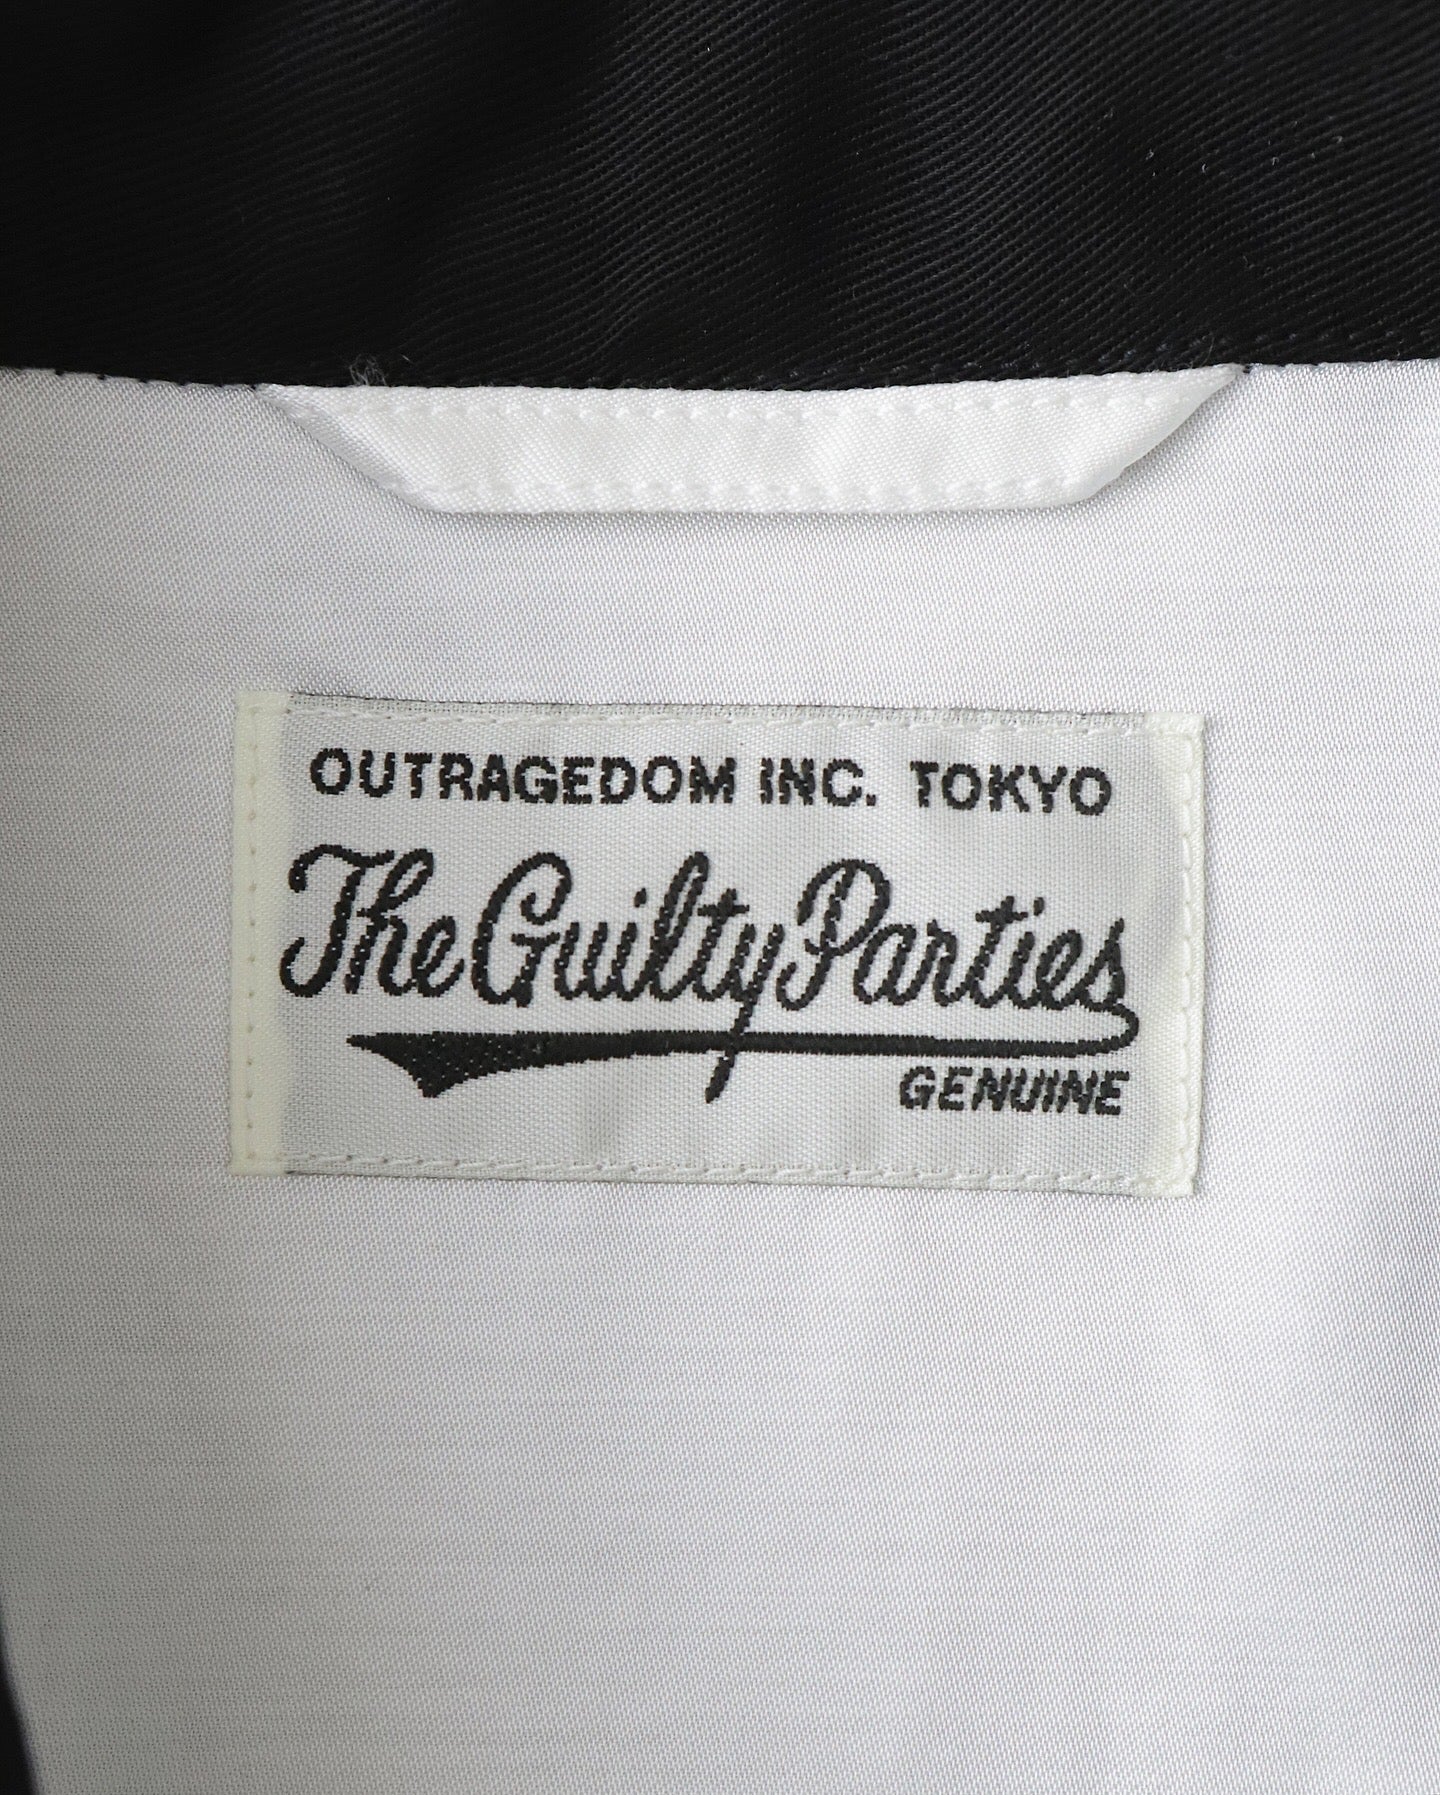 OUTRAGEDOM INC. TOKYO
The Guilty Parties
GENUINE